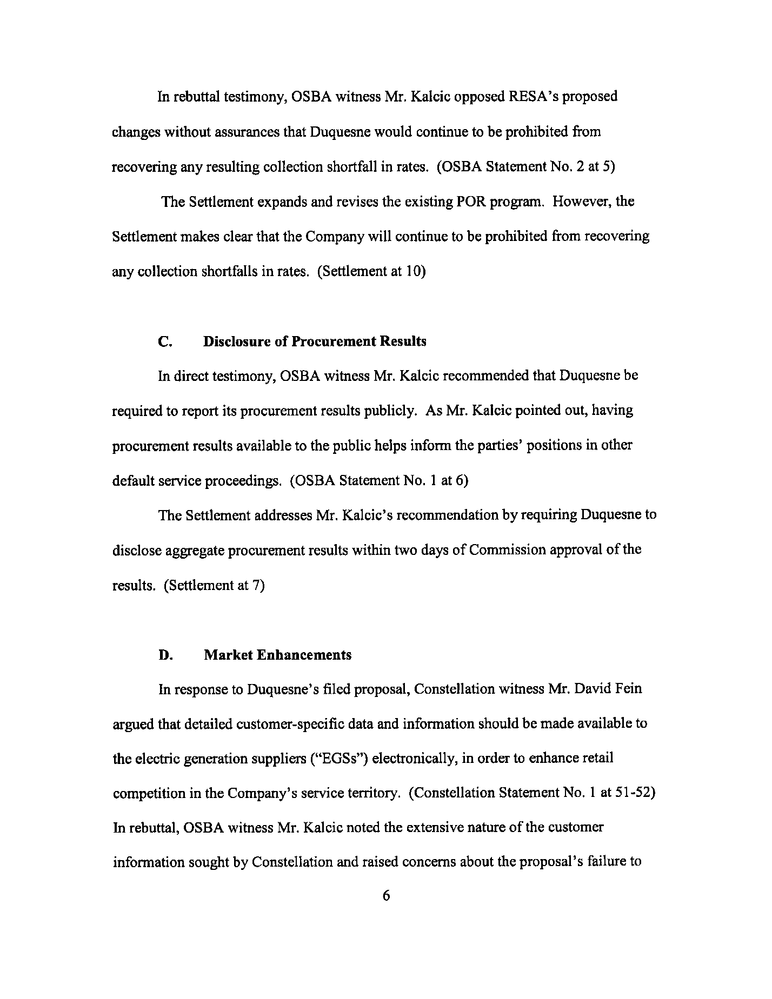 In rebuttal testimony, OSBA witness Mr. Kalcic opposed RESA's proposed
changes without assurances that Duquesne would continue to be prohibited from
recovering any resulting collection shortfall in rates. (OSBA Statement No. 2 at 5)
The Settlement expands and revises the existing POR program. However, the
Settlement makes clear that the Company will continue to be prohibited from recovering
any collection shortfalls in rates. (Settlement at 10)
C. Disclosure of Procurement Results
In direct testimony, OSBA witness Mr. Kalcic recommended that Duquesne be
required to report its procurement results publicly. As Mr. Kalcic pointed out, having
procurement results available to the public helps inform the parties' positions in other
default service proceedings. (OSBA Statement No. 1 at 6)
The Settlement addresses Mr. Kalcic's recommendation by requiring Duquesne to
disclose aggregate procurement results within two days of Commission approval of the
results. (Settlement at 7)
D. Market Enhancements
In response to Duquesne's filed proposal, Constellation witness Mr. David Fein
argued that detailed customer-specific data and information should be made available to
the electric generation suppliers (“EGSs”) electronically, in order to enhance retail
competition in the Company's service territory. (Constellation Statement No. 1 at 51-52)
In rebuttal, OSBA witness Mr. Kalcic noted the extensive nature of the customer
information sought by Constellation and raised concerns about the proposal's failure to
6